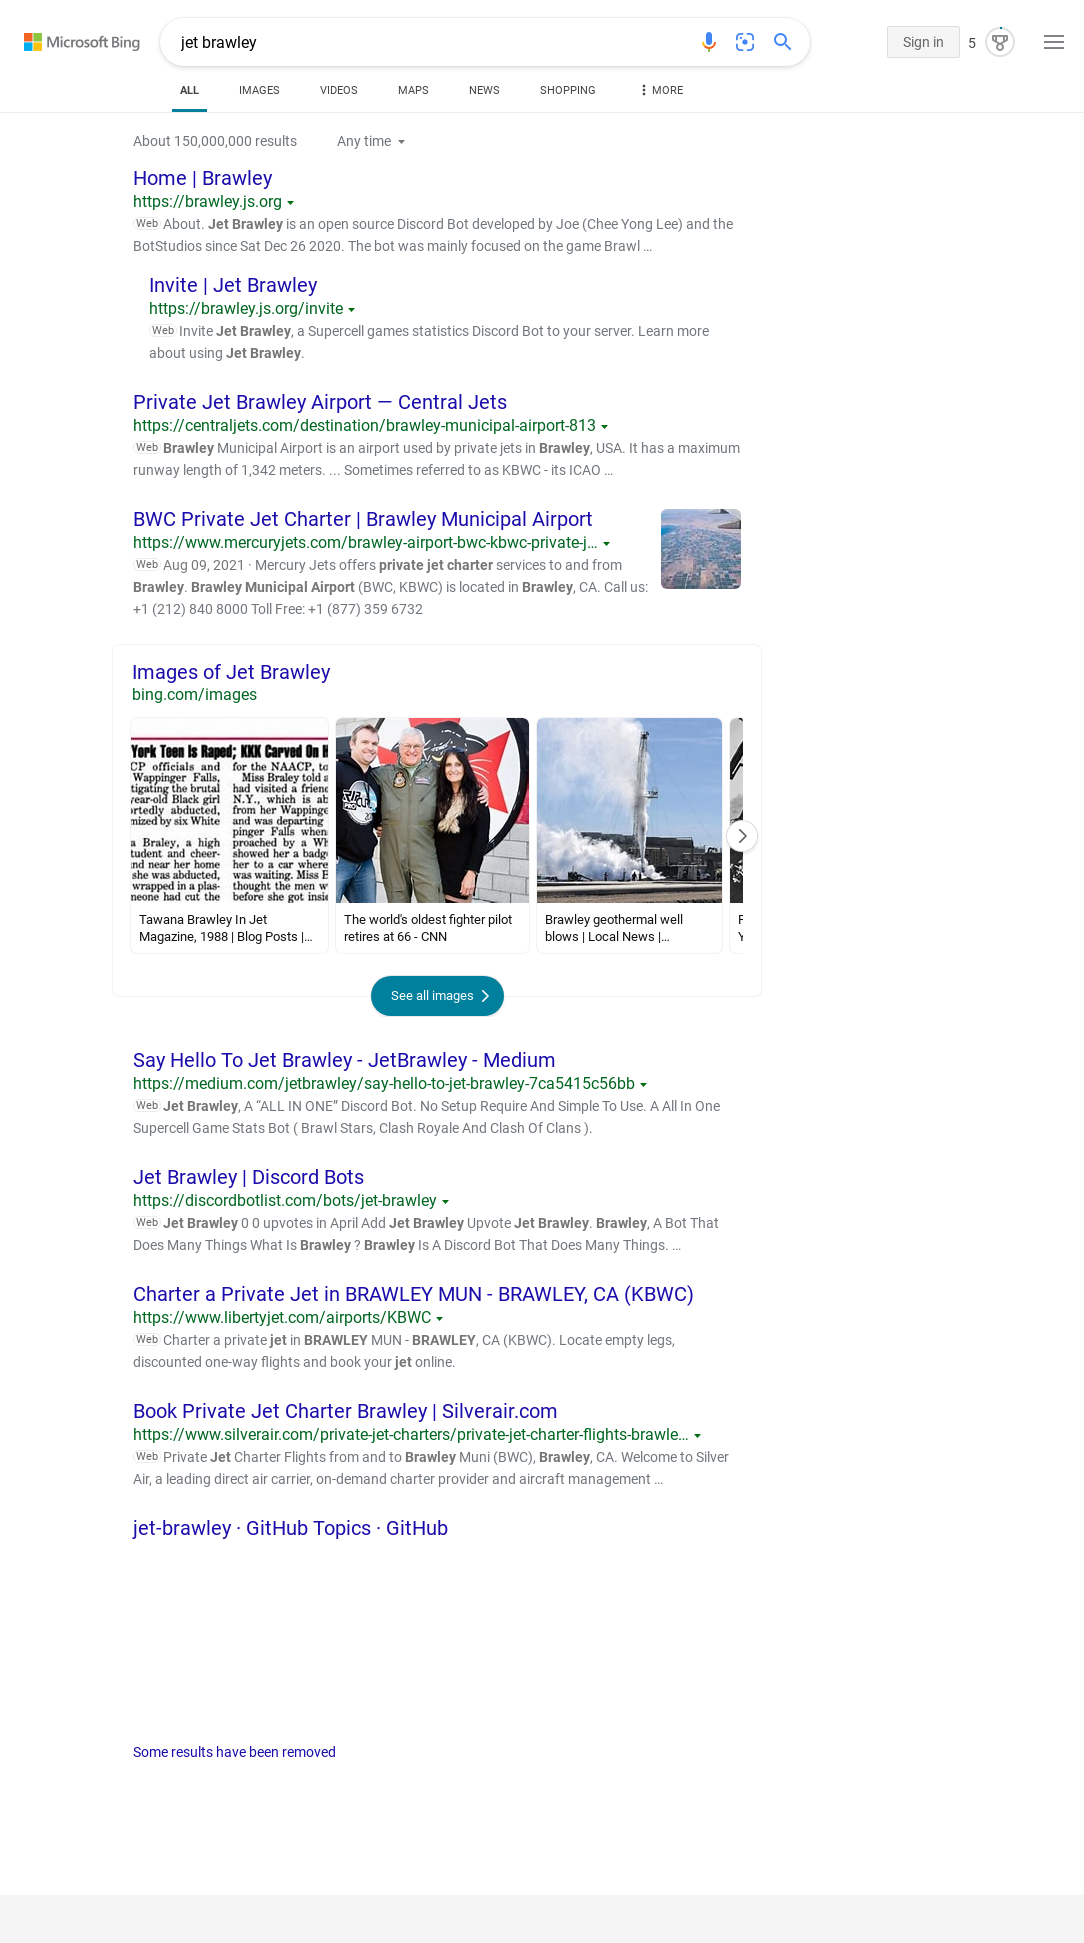 Microsoft Bing
jet brawley
Sign in
5
ALL
IMAGES
VIDEOS
MAPS
NEWS
SHOPPING
MORE
About 150,000,000 results
Any time
Home | Brawley
https://brawley.js.org
Web About. Jet Brawley is an open source Discord Bot developed by Joe (Chee Yong Lee) and the
BotStudios since Sat Dec 26 2020. The bot was mainly focused on the game Brawl ...
Invite | Jet Brawley
https://brawley.js.org/invite
Web Invite Jet Brawley, a Supercell games statistics Discord Bot to your server. Learn more
about using Jet Brawley.
Private Jet Brawley Airport — Central Jets
https://centraljets.com/destination/brawley-municipal-airport-813
Web Brawley Municipal Airport is an airport used by private jets in Brawley, USA. It has a maximum
runway length of 1,342 meters. ... Sometimes referred to as KBWC - its ICAO ...
BWC Private Jet Charter | Brawley Municipal Airport
https://www.mercuryjets.com/brawley-airport-bwc-kbwc-private-j...
Web Aug 09, 2021 · Mercury Jets offers private jet charter services to and from
Brawley. Brawley Municipal Airport (BWC, KBWC) is located in Brawley, CA. Call us:
+1 (212) 840 8000 Toll Free: +1 (877) 359 6732
Images of Jet Brawley
bing.com/images
York Teen Is Raped; KKK Carved On H
CP officials and
Wappinger Falls,
tigating the brutal
year-old Black girl
ortedly abducted,
nized by six White
a Braley, a high
tudent and cheer-
nd near her home
she was abducted,
wrapped in a plas-
neone had cut the
for the NAACP, to
Miss Braley told a
had visited a friend
N.Y., which is ab
from her Wappinge
and was departing
pinger Falls when
proached by a Wh
showed her a badge
her to a car where
was waiting. Miss B
thought the men w
before she got insi
RIP CURL
PRO
Tawana Brawley In Jet
Magazine, 1988 | Blog Posts |...
The world's oldest fighter pilot
retires at 66 - CNN
Brawley geothermal well
blows | Local News |...
See all images
Say Hello To Jet Brawley - JetBrawley - Medium
https://medium.com/jetbrawley/say-hello-to-jet-brawley-7ca5415c56bb
Web Jet Brawley, A “ALL IN ONE” Discord Bot. No Setup Require And Simple To Use. A All In One
Supercell Game Stats Bot ( Brawl Stars, Clash Royale And Clash Of Clans ).
Jet Brawley | Discord Bots
https://discordbotlist.com/bots/jet-brawley
Web Jet Brawley 0 0 upvotes in April Add Jet Brawley Upvote Jet Brawley. Brawley, A Bot That
Does Many Things What Is Brawley ? Brawley Is A Discord Bot That Does Many Things. ...
Charter a Private Jet in BRAWLEY MUN - BRAWLEY, CA (KBWC)
https://www.libertyjet.com/airports/KBWC
Web Charter a private jet in BRAWLEY MUN - BRAWLEY, CA (KBWC). Locate empty legs,
discounted one-way flights and book your jet online.
Book Private Jet Charter Brawley | Silverair.com
https://www.silverair.com/private-jet-charters/private-jet-charter-flights-brawle...
Web Private Jet Charter Flights from and to Brawley Muni (BWC), Brawley, CA. Welcome to Silver
Air, a leading direct air carrier, on-demand charter provider and aircraft management ...
jet-brawley · GitHub Topics · GitHub
Some results have been removed